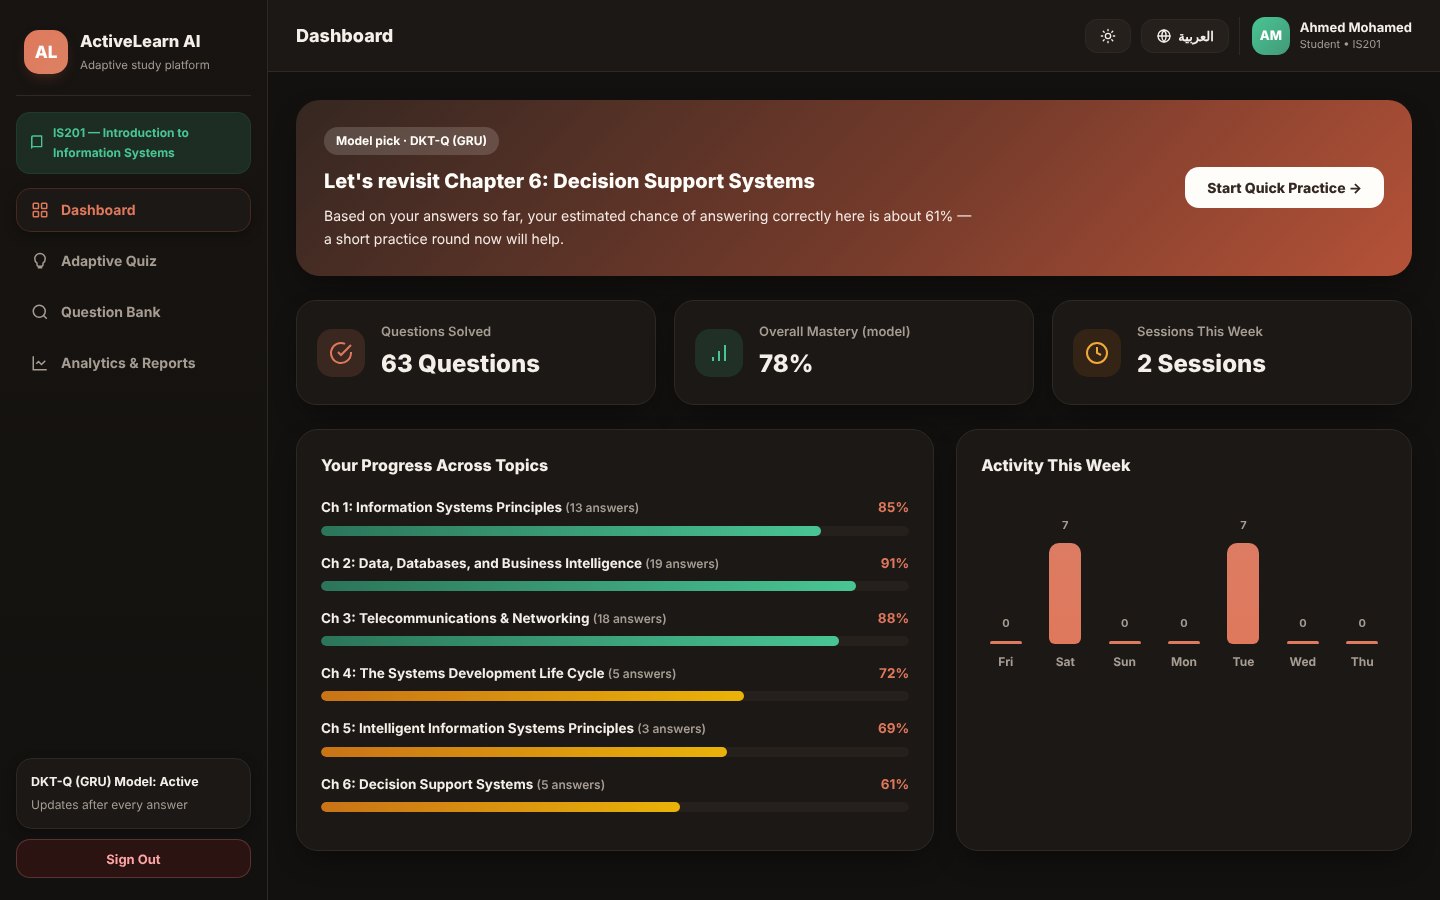 AL
ActiveLearn AI
Adaptive study platform
IS201 — Introduction to
Information Systems
Dashboard
Adaptive Quiz
Question Bank
Analytics & Reports
DKT-Q (GRU) Model: Active
Updates after every answer
Sign Out
Dashboard
العربية
AM
Ahmed Mohamed
Student • IS201
Model pick · DKT-Q (GRU)
Let's revisit Chapter 6: Decision Support Systems
Based on your answers so far, your estimated chance of answering correctly here is about 61% —
a short practice round now will help.
Start Quick Practice →
Questions Solved
63 Questions
Overall Mastery (model)
78%
Sessions This Week
2 Sessions
Your Progress Across Topics
Ch 1: Information Systems Principles (13 answers) 85%
Ch 2: Data, Databases, and Business Intelligence (19 answers) 91%
Ch 3: Telecommunications & Networking (18 answers) 88%
Ch 4: The Systems Development Life Cycle (5 answers) 72%
Ch 5: Intelligent Information Systems Principles (3 answers) 69%
Ch 6: Decision Support Systems (5 answers) 61%
Activity This Week
0 7 0 0 7 0 0
Fri Sat Sun Mon Tue Wed Thu